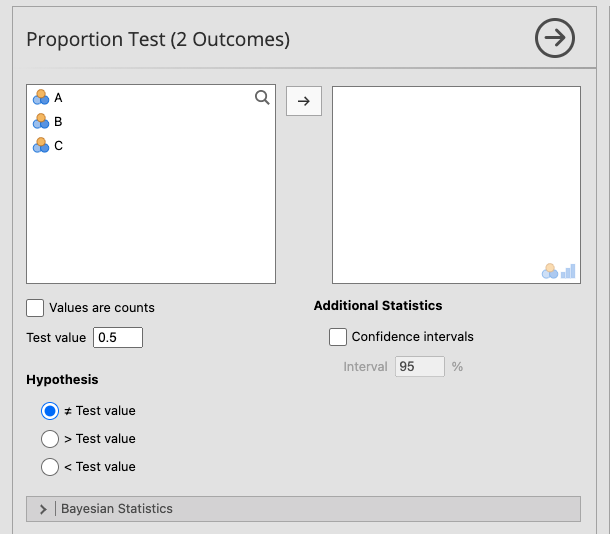 Proportion Test (2 Outcomes)
A
B
C
Values are counts
Test value 0.5
Hypothesis
≠ Test value
> Test value
< Test value
Additional Statistics
Confidence intervals
Interval 95 %
Bayesian Statistics